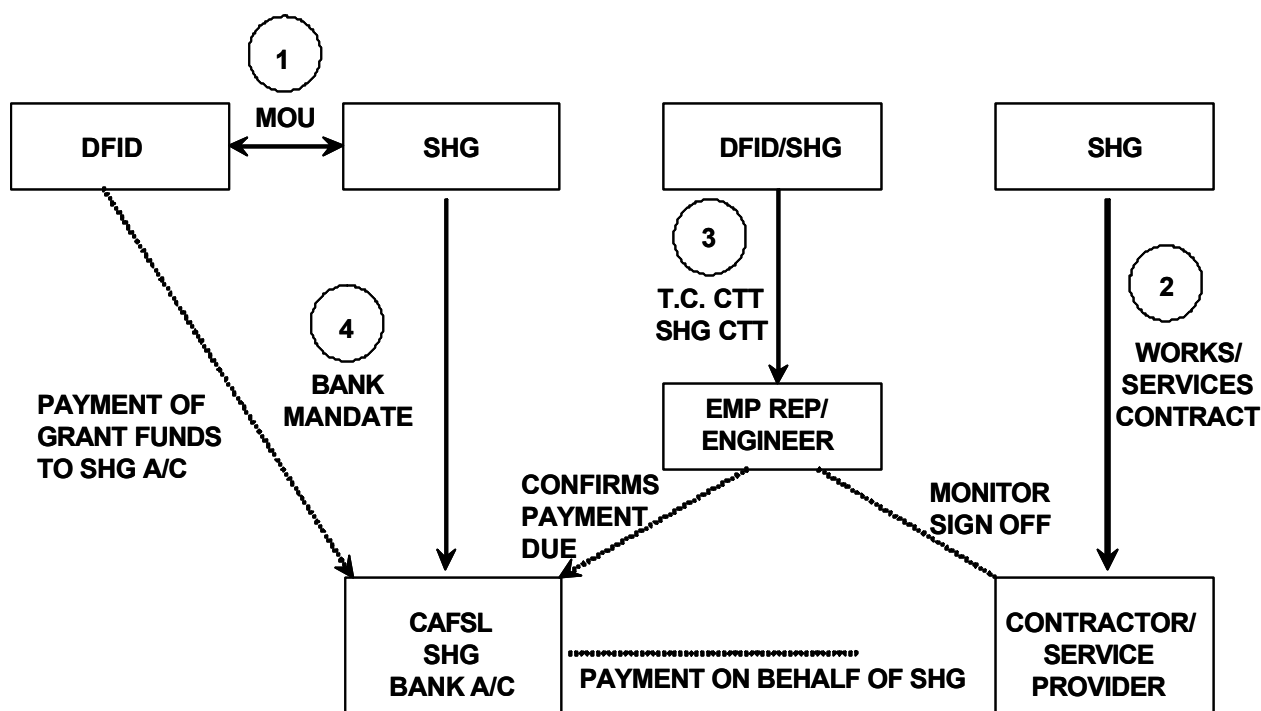 1
MOU
DFID
SHG
DFID/SHG
SHG
3
T.C. CTT
SHG CTT
2
WORKS/
SERVICES
CONTRACT
4
BANK
MANDATE
PAYMENT OF
GRANT FUNDS
TO SHG A/C
EMP REP/
ENGINEER
CONFIRMS
PAYMENT
DUE
MONITOR
SIGN OFF
CAFSL
SHG
BANK A/C
PAYMENT ON BEHALF OF SHG
CONTRACTOR/
SERVICE
PROVIDER